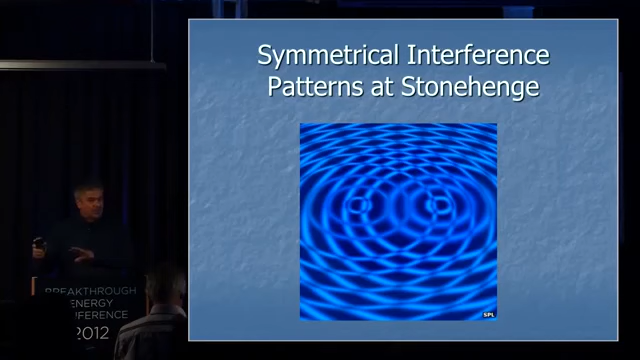 Symmetrical Interference
Patterns at Stonehenge
SPL
BREAKTHROUGH
ENERGY
2012